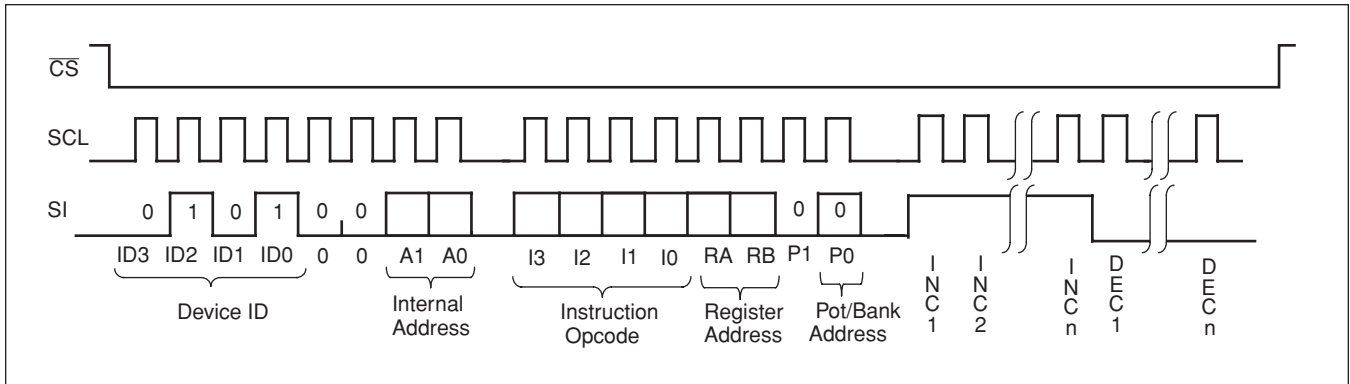 CS
SCL
SI
0 1 0 1 0 0 0 0
ID3 ID2 ID1 ID0 0 0 A1 A0 I3 I2 I1 I0 RA RB P1 P0
Device ID
Internal
Address
Instruction
Opcode
Register
Address
Pot/Bank
Address
INC1
INC2
INCn
DEC1
DECn